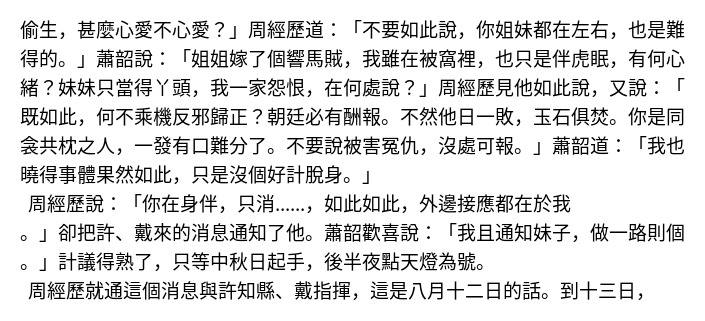 偷生，甚麼心愛不心愛？」周經歷道：「不要如此說，你姐妹都在左右，也是難
得的。」蕭韶說：「姐姐嫁了個響馬賊，我雖在被窩裡，也只是伴虎眠，有何心
緒？妹妹只當得丫頭，我一家怨恨，在何處說？」周經歷見他如此說，又說：「
既如此，何不乘機反邪歸正？朝廷必有酬報。不然他日一敗，玉石俱焚。你是同
衾共枕之人，一發有口難分了。不要說被害冤仇，沒處可報。」蕭韶道：「我也
曉得事體果然如此，只是沒個好計脫身。」
周經歷說：「你在身伴，只消……，如此如此，外邊接應都在於我
。」卻把許、戴來的消息通知了他。蕭韶歡喜說：「我且通知妹子，做一路則個
。」計議得熟了，只等中秋日起手，後半夜點天燈為號。
周經歷就通這個消息與許知縣、戴指揮，這是八月十二日的話。到十三日，